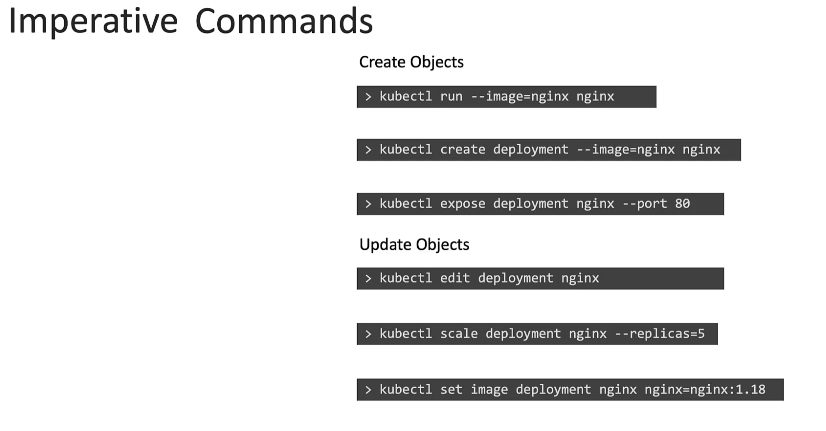 Imperative Commands
Create Objects
> kubectl run --image=nginx nginx
> kubectl create deployment --image=nginx nginx
> kubectl expose deployment nginx --port 80
Update Objects
> kubectl edit deployment nginx
> kubectl scale deployment nginx --replicas=5
> kubectl set image deployment nginx nginx=nginx:1.18